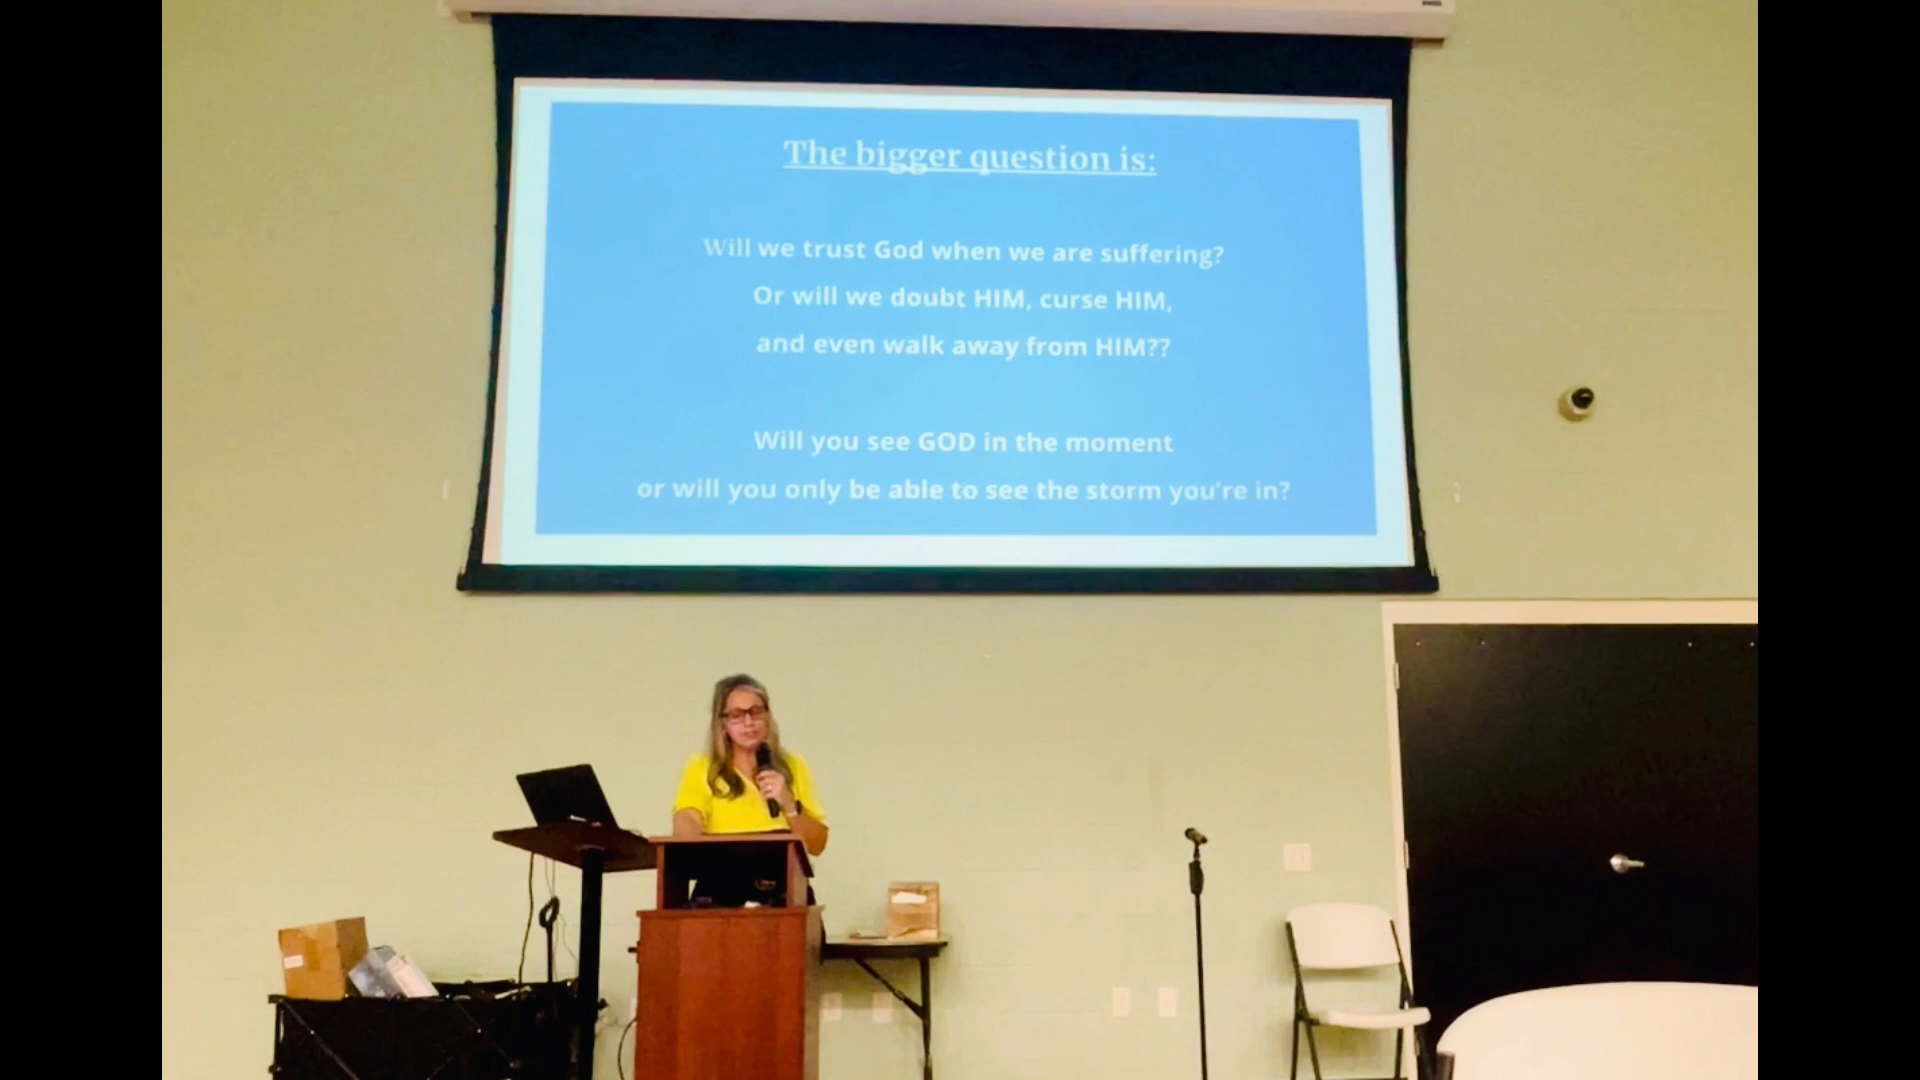 The bigger question is:
Will we trust God when we are suffering?
Or will we doubt HIM, curse HIM,
and even walk away from HIM??
Will you see GOD in the moment
or will you only be able to see the storm you're in?